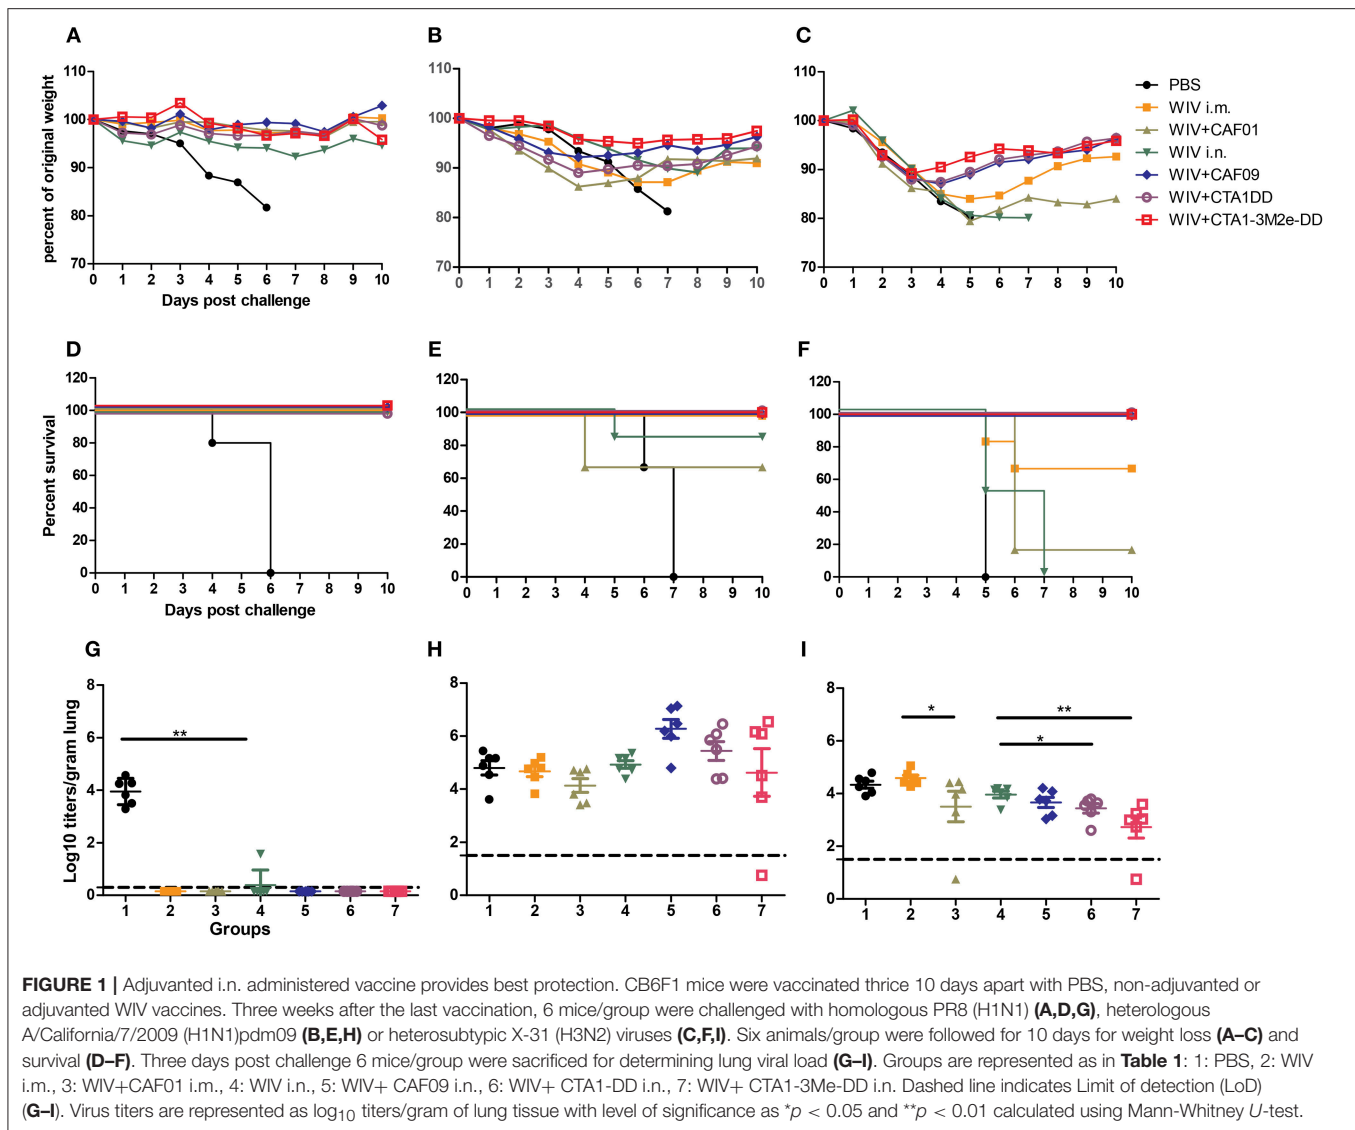 A
B
C
110
100
90
80
70
percent of original weight
0 1 2 3 4 5 6 7 8 9 10
Days post challenge
110
100
90
80
70
0 1 2 3 4 5 6 7 8 9 10
110
100
90
80
70
0 1 2 3 4 5 6 7 8 9 10
PBS
WIV i.m.
WIV+CAF01
WIV i.n.
WIV+CAF09
WIV+CTA1DD
WIV+CTA1-3M2e-DD
D
E
F
120
100
80
60
40
20
0
Percent survival
0 1 2 3 4 5 6 7 8 9 10
Days post challenge
120
100
80
60
40
20
0
0 1 2 3 4 5 6 7 8 9 10
120
100
80
60
40
20
0
0 1 2 3 4 5 6 7 8 9 10
G
H
I
8
6
4
2
0
Log10 titers/gram lung
**
1 2 3 4 5 6 7
Groups
8
6
4
2
0
1 2 3 4 5 6 7
8
6
4
2
0
*
**
*
1 2 3 4 5 6 7
FIGURE 1 | Adjuvanted i.n. administered vaccine provides best protection. CB6F1 mice were vaccinated thrice 10 days apart with PBS, non-adjuvanted or
adjuvanted WIV vaccines. Three weeks after the last vaccination, 6 mice/group were challenged with homologous PR8 (H1N1) (A,D,G), heterologous
A/California/7/2009 (H1N1)pdm09 (B,E,H) or heterosubtypic X-31 (H3N2) viruses (C,F,I). Six animals/group were followed for 10 days for weight loss (A–C) and
survival (D–F). Three days post challenge 6 mice/group were sacrificed for determining lung viral load (G–I). Groups are represented as in Table 1: 1: PBS, 2: WIV
i.m., 3: WIV+CAF01 i.m., 4: WIV i.n., 5: WIV+ CAF09 i.n., 6: WIV+ CTA1-DD i.n., 7: WIV+ CTA1-3Me-DD i.n. Dashed line indicates Limit of detection (LoD)
(G–I). Virus titers are represented as log10 titers/gram of lung tissue with level of significance as *p < 0.05 and **p < 0.01 calculated using Mann-Whitney U-test.